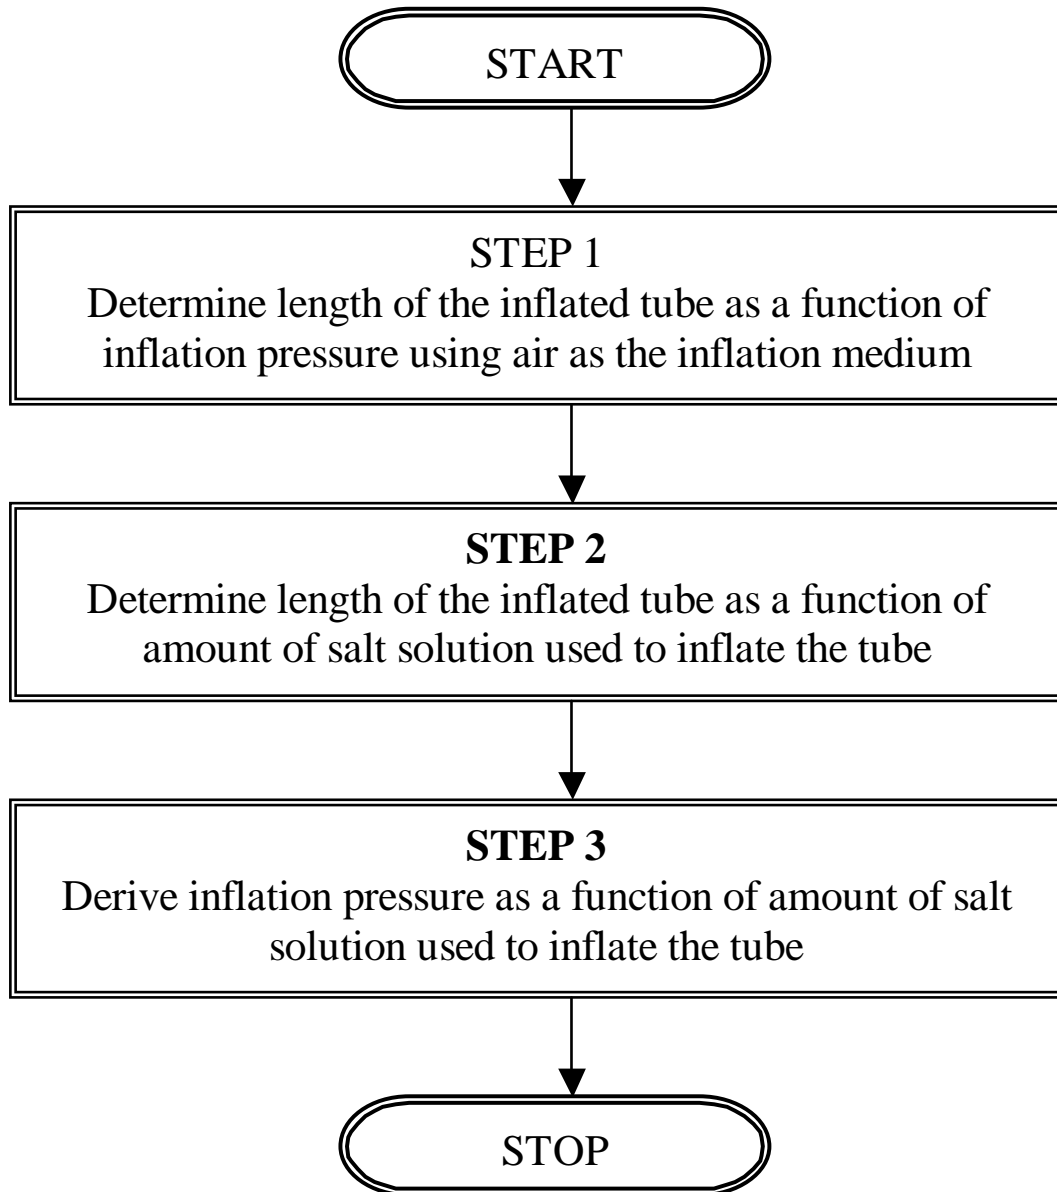 START
STEP 1
Determine length of the inflated tube as a function of
inflation pressure using air as the inflation medium
STEP 2
Determine length of the inflated tube as a function of
amount of salt solution used to inflate the tube
STEP 3
Derive inflation pressure as a function of amount of salt
solution used to inflate the tube
STOP